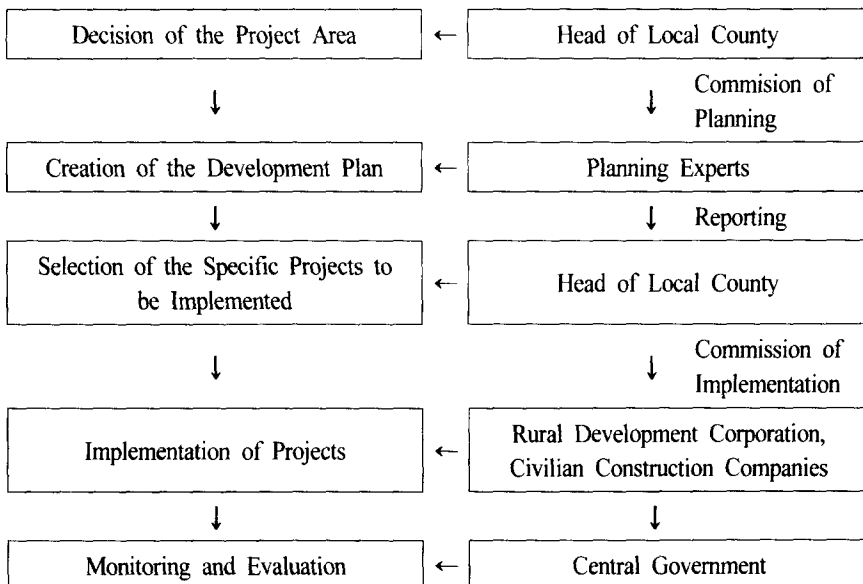 Decision of the Project Area ← Head of Local County
↓ ↓ Commision of
Planning
Creation of the Development Plan ← Planning Experts
↓ ↓ Reporting
Selection of the Specific Projects to
be Implemented
← Head of Local County
↓ ↓ Commission of
Implementation
Implementation of Projects ← Rural Development Corporation,
Civilian Construction Companies
↓ ↓
Monitoring and Evaluation ← Central Government